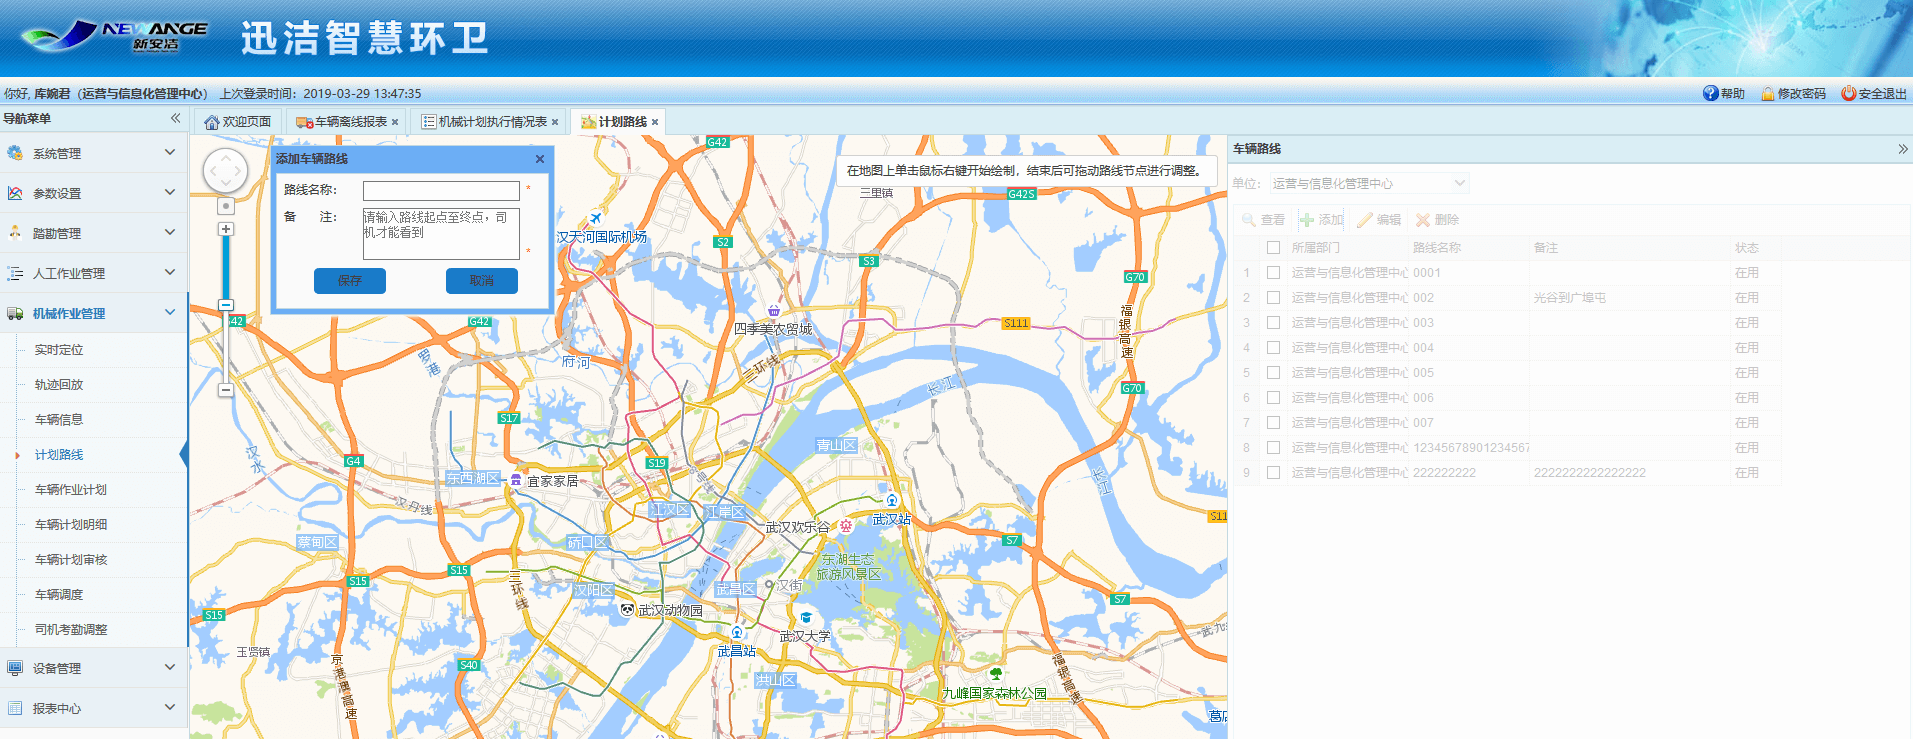 NEWANGE
新安洁
迅洁智慧环卫
你好, 库婉君（运营与信息化管理中心） 上次登录时间：2019-03-29 13:47:35
帮助 修改密码 安全退出
导航菜单
欢迎页面 车辆离线报表 机械计划执行情况表 计划路线
系统管理
参数设置
踏勘管理
人工作业管理
机械作业管理
实时定位
轨迹回放
车辆信息
计划路线
车辆作业计划
车辆计划明细
车辆计划审核
车辆调度
司机考勤调整
设备管理
报表中心
添加车辆路线
路线名称： *
备 注： 请输入路线起点至终点，司
机才能看到
*
保存 取消
在地图上单击鼠标右键开始绘制，结束后可拖动路线节点进行调整。
G42
三里镇
G42S
汉天河国际机场
S2
S3
G70
福银高速
四季美农贸城
S111
G42
G42
罗港
府河
三环线
长江
G70
S17
青山区
汉水
G4
S19
6号线
长江
东西湖区
宜家家居
汉丹线
江汉区
江岸区
武汉站
武汉欢乐谷
S11
蔡甸区
硚口区
S7
东湖生态
旅游风景区
S15
S15
三环线
汉阳区
武昌区
汉街
S7
S15
武汉动物园
武汉大学
武九
玉贤镇
武昌站
S40
京港澳高速
洪山区
福银高速
九峰国家森林公园
葛店
车辆路线
单位： 运营与信息化管理中心
查看 添加 编辑 删除
所属部门 路线名称 备注 状态
1 运营与信息化管理中心 0001 在用
2 运营与信息化管理中心 002 光谷到广埠屯 在用
3 运营与信息化管理中心 003 在用
4 运营与信息化管理中心 004 在用
5 运营与信息化管理中心 005 在用
6 运营与信息化管理中心 006 在用
7 运营与信息化管理中心 007 在用
8 运营与信息化管理中心 12345678901234567 在用
9 运营与信息化管理中心 2222222222 2222222222222222 在用